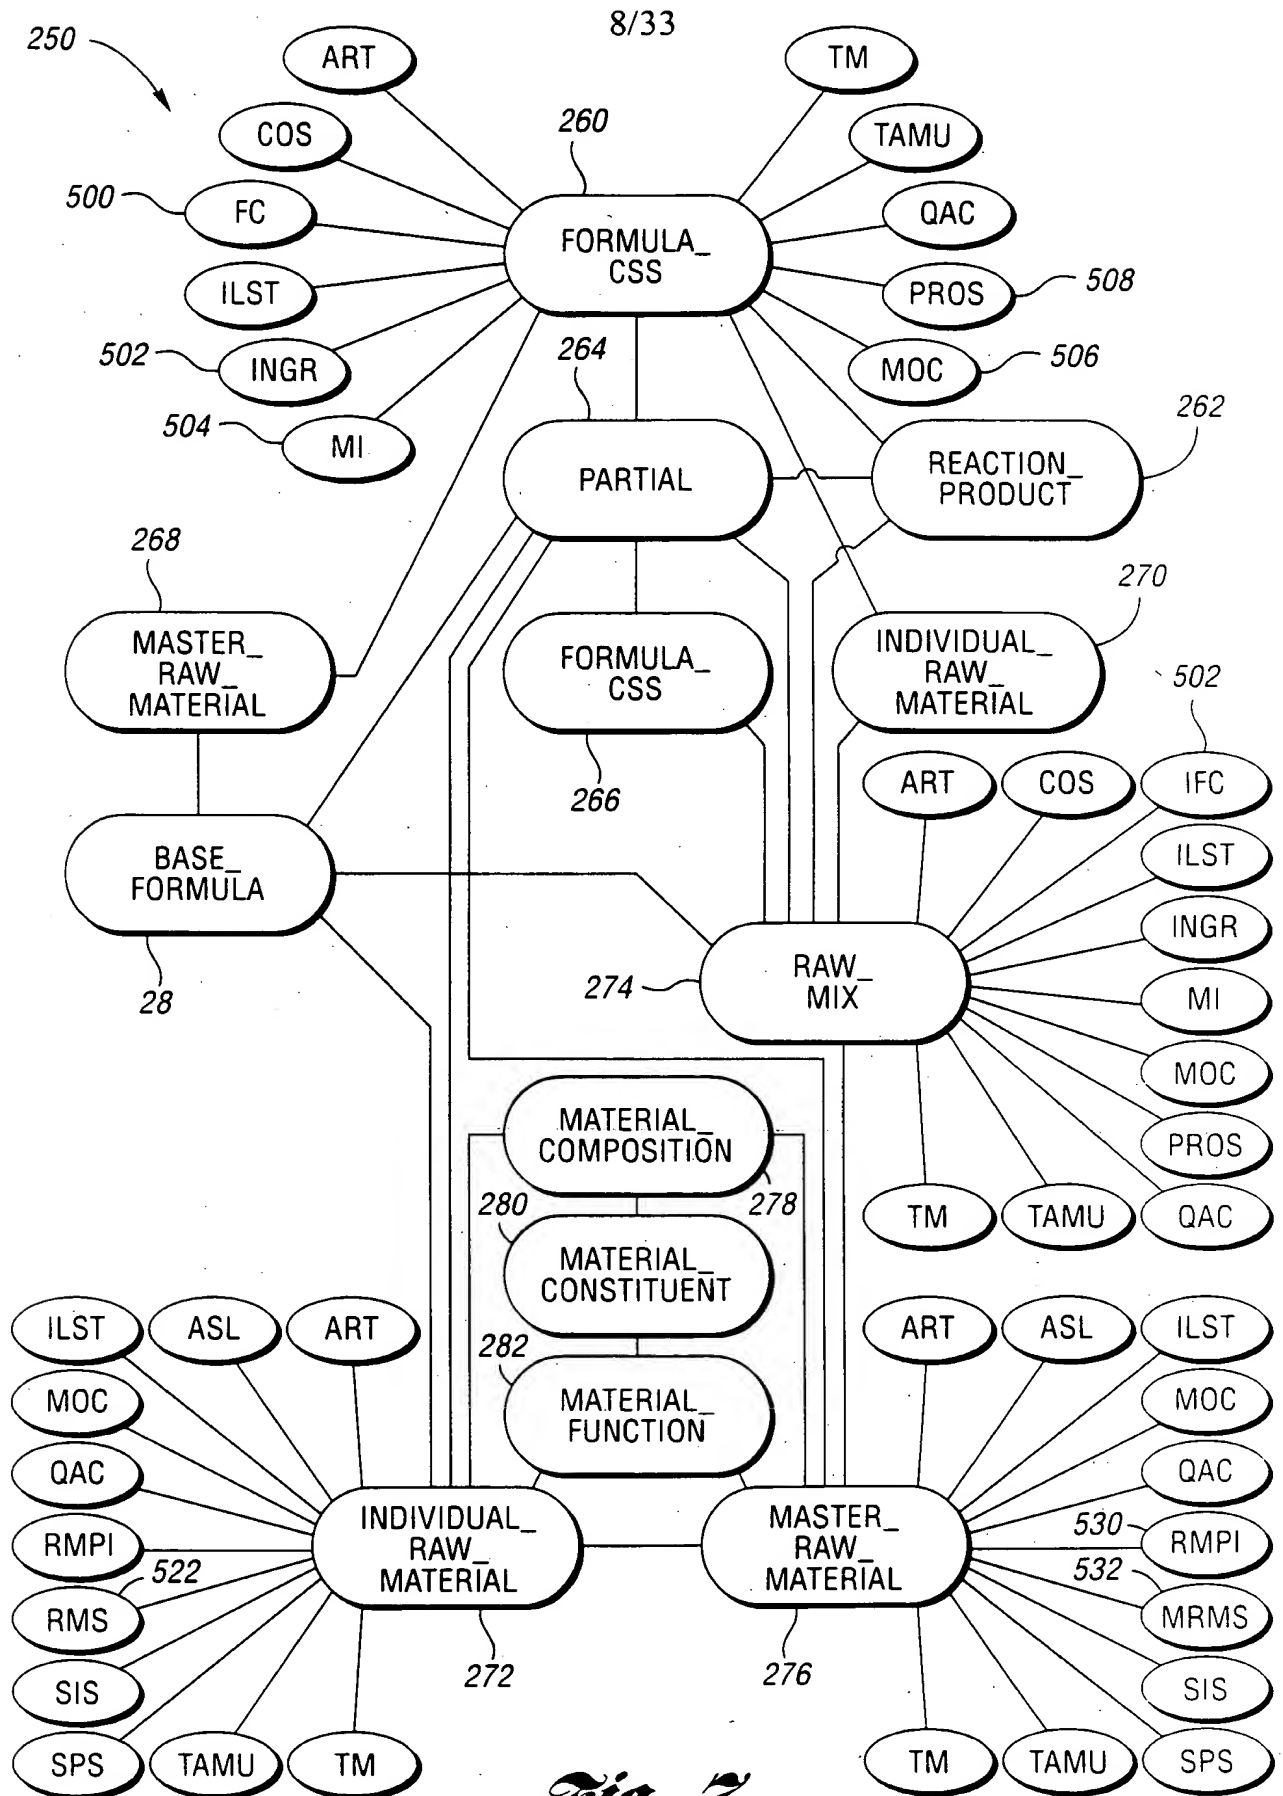 8/33
250
ART
TM
COS
260
TAMU
500
FC
FORMULA_
CSS
QAC
ILST
PROS
508
502
INGR
264
MOC
506
504
MI
262
PARTIAL
REACTION_
PRODUCT
268
270
MASTER_
RAW_
MATERIAL
FORMULA_
CSS
INDIVIDUAL_
RAW_
MATERIAL
502
266
ART
COS
IFC
BASE_
FORMULA
ILST
28
INGR
274
RAW_
MIX
MI
MOC
MATERIAL_
COMPOSITION
PROS
278
280
TM
TAMU
QAC
MATERIAL_
CONSTITUENT
282
MATERIAL_
FUNCTION
ILST
ASL
ART
ART
ASL
ILST
MOC
MOC
QAC
QAC
RMPI
INDIVIDUAL_
RAW_
MATERIAL
MASTER_
RAW_
MATERIAL
530
RMPI
522
RMS
532
MRMS
272
276
SIS
SIS
SPS
TAMU
TM
TM
TAMU
SPS
Fig. 7